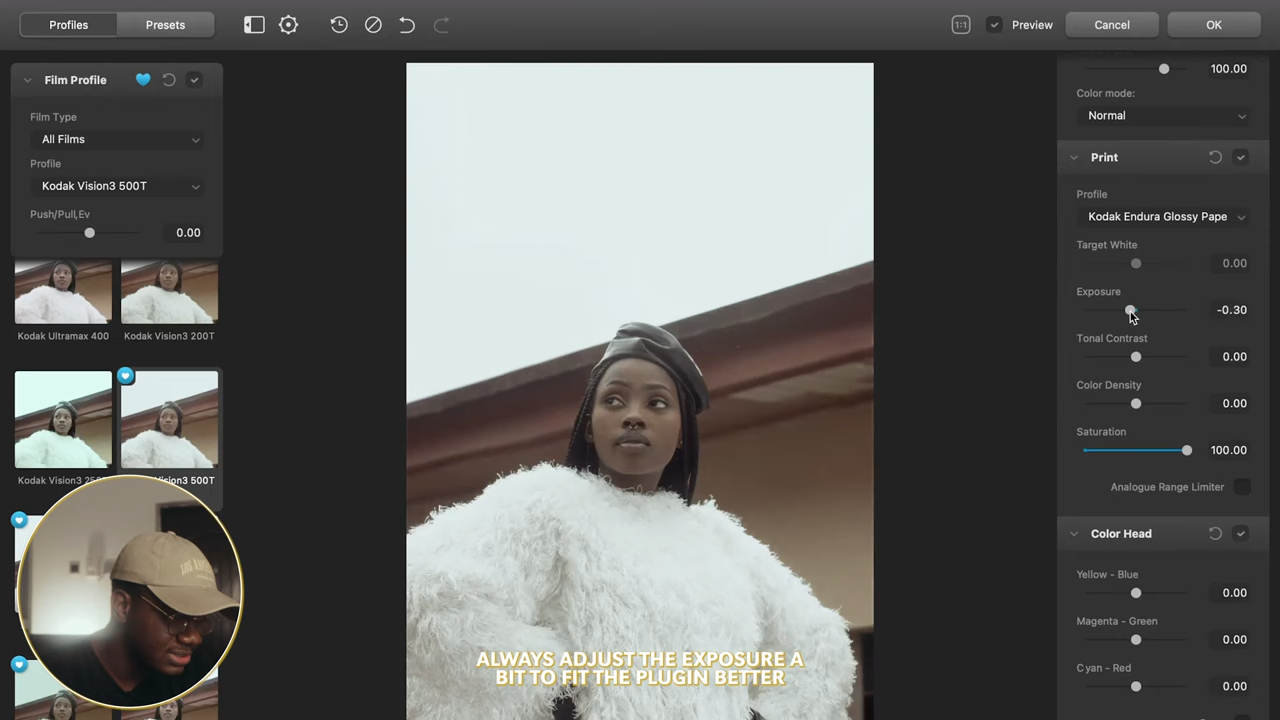 Profiles
Presets
1:1
Preview
Cancel
OK
Film Profile
Film Type
All Films
Profile
Kodak Vision3 500T
Push/Pull,Ev
0.00
Kodak Ultramax 400
Kodak Vision3 200T
Kodak Vision3
500T
100.00
Color mode:
Normal
Print
Profile
Kodak Endura Glossy Pape
Target White
0.00
Exposure
-0.30
Tonal Contrast
0.00
Color Density
0.00
Saturation
100.00
Analogue Range Limiter
Color Head
Yellow - Blue
0.00
Magenta - Green
0.00
Cyan - Red
0.00
ALWAYS ADJUST THE EXPOSURE A
BIT TO FIT THE PLUGIN BETTER